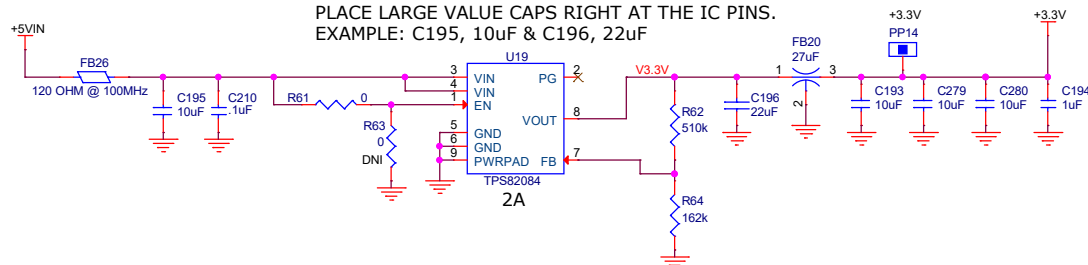 PLACE LARGE VALUE CAPS RIGHT AT THE IC PINS.
EXAMPLE: C195, 10uF & C196, 22uF
+5VIN
FB26
120 OHM @ 100MHz
C195
10uF
C210
.1uF
R61
0
R63
0
DNI
U19
3
VIN
4
VIN
1
EN
5
GND
6
GND
9
PWRPAD
PG
2
VOUT
8
FB
7
TPS82084
2A
V3.3V
R62
510k
R64
162k
C196
22uF
FB20
27uF
1
3
2
+3.3V
PP14
C193
10uF
C279
10uF
C280
10uF
+3.3V
C194
1uF